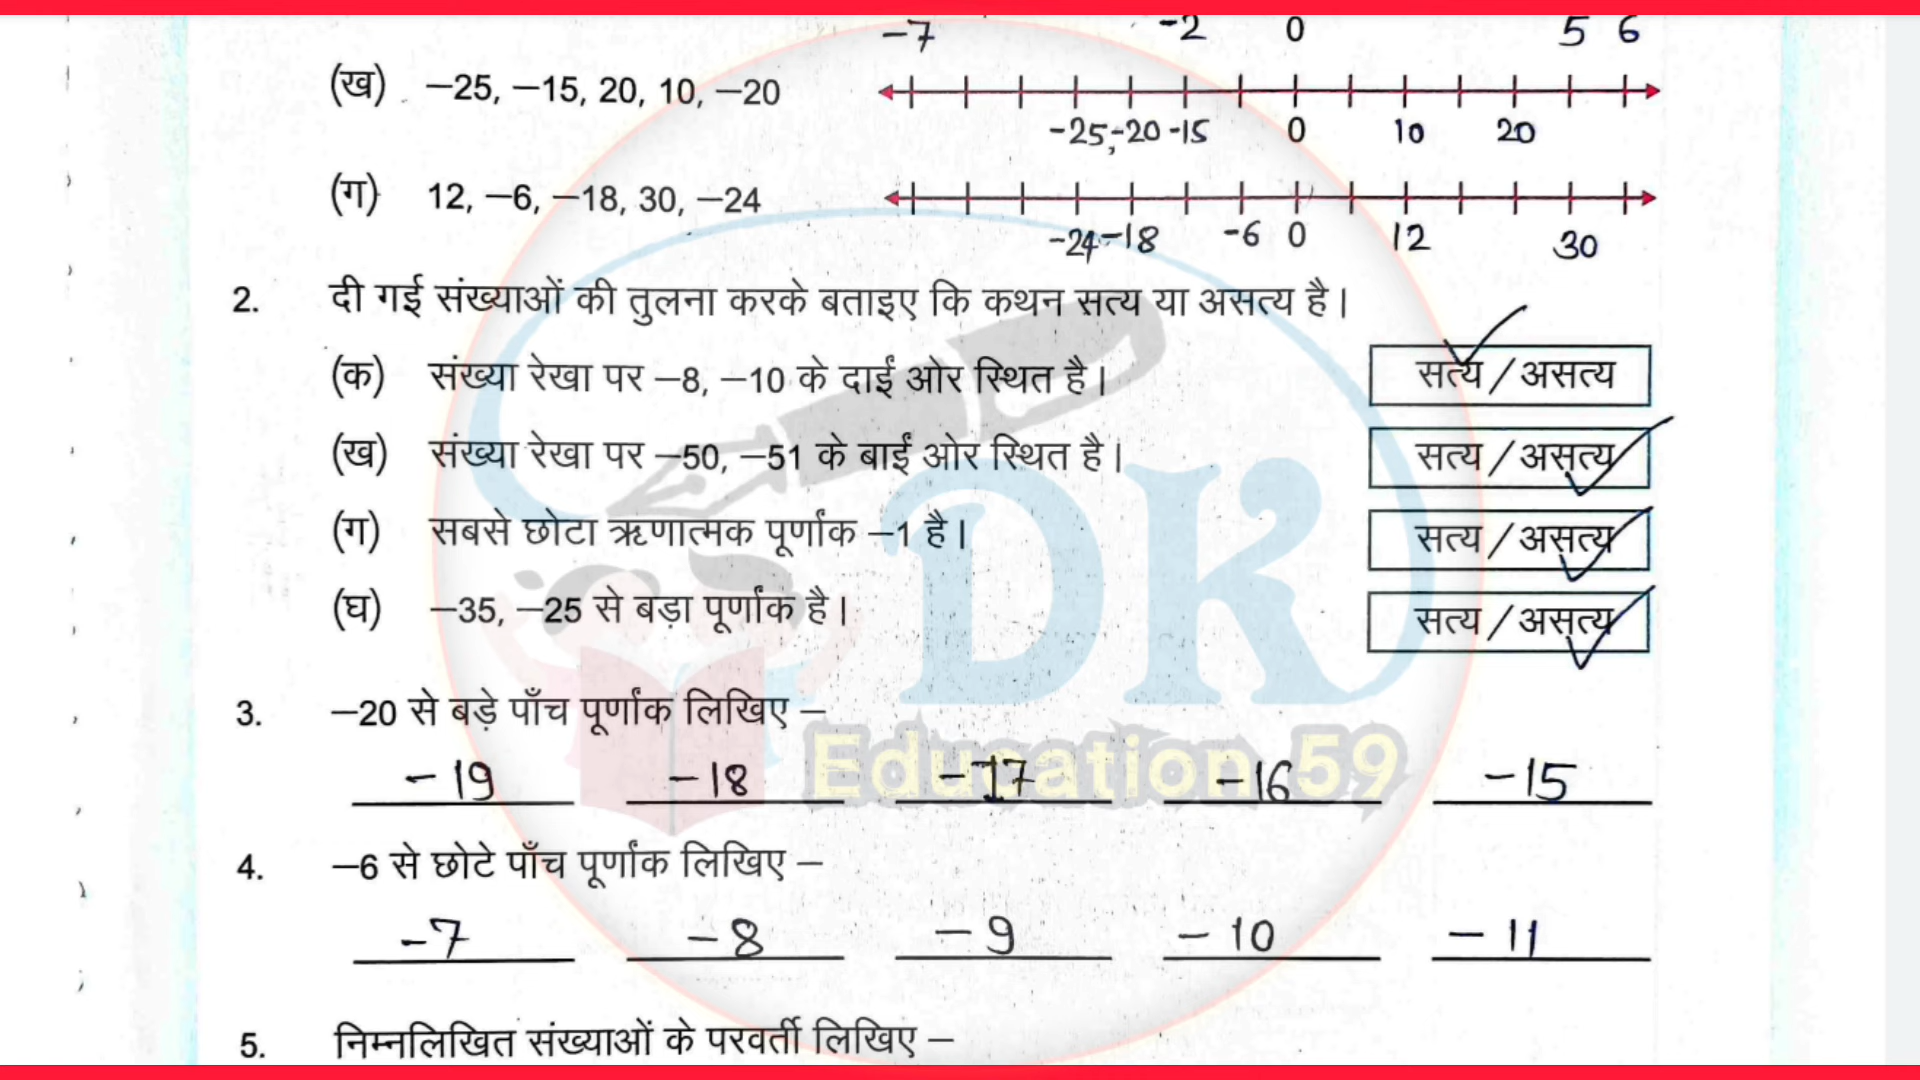 -7 -2 0 5 6
(ख) –25, –15, 20, 10, –20
-25,-20 -15 0 10 20
(ग) 12, –6, –18, 30, –24
-24 -18 -6 0 12 30
2. दी गई संख्याओं की तुलना करके बताइए कि कथन सत्य या असत्य है।
(क) संख्या रेखा पर –8, –10 के दाईं ओर स्थित है। सत्य / असत्य
(ख) संख्या रेखा पर –50, –51 के बाईं ओर स्थित है। सत्य / असत्य
(ग) सबसे छोटा ऋणात्मक पूर्णांक –1 है। सत्य / असत्य
(घ) –35, –25 से बड़ा पूर्णांक है। सत्य / असत्य
DK
3. –20 से बड़े पाँच पूर्णांक लिखिए –
Education 59
-19 -18 -17 -16 -15
4. –6 से छोटे पाँच पूर्णांक लिखिए –
-7 -8 -9 -10 -11
5. निम्नलिखित संख्याओं के परवर्ती लिखिए –